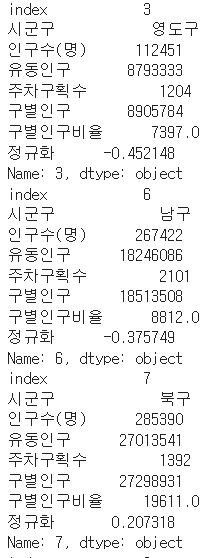 index 3
시군구 영도구
인구수(명) 112451
유동인구 8793333
주차구획수 1204
구별인구 8905784
구별인구비율 7397.0
정규화 -0.452148
Name: 3, dtype: object
index 6
시군구 남구
인구수(명) 267422
유동인구 18246086
주차구획수 2101
구별인구 18513508
구별인구비율 8812.0
정규화 -0.375749
Name: 6, dtype: object
index 7
시군구 북구
인구수(명) 285390
유동인구 27013541
주차구획수 1392
구별인구 27298931
구별인구비율 19611.0
정규화 0.207318
Name: 7, dtype: object